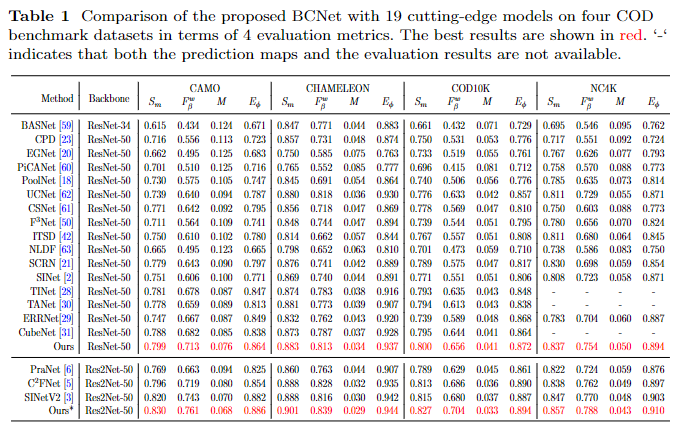 Table 1 Comparison of the proposed BCNet with 19 cutting-edge models on four COD
benchmark datasets in terms of 4 evaluation metrics. The best results are shown in red. ‘-‘
indicates that both the prediction maps and the evaluation results are not available.
Method Backbone CAMO CHAMELEON COD10K NC4K
Sm Fβw M Eϕ Sm Fβw M Eϕ Sm Fβw M Eϕ Sm Fβw M Eϕ
BASNet [59] ResNet-34 0.615 0.434 0.124 0.671 0.847 0.771 0.044 0.883 0.661 0.432 0.071 0.729 0.695 0.546 0.095 0.762
CPD [23] ResNet-50 0.716 0.556 0.113 0.723 0.857 0.731 0.048 0.874 0.750 0.531 0.053 0.776 0.717 0.551 0.092 0.724
EGNet [20] ResNet-50 0.662 0.495 0.125 0.683 0.750 0.585 0.075 0.763 0.733 0.519 0.055 0.761 0.767 0.626 0.077 0.793
PiCANet [60] ResNet-50 0.701 0.510 0.125 0.716 0.765 0.552 0.085 0.777 0.696 0.415 0.081 0.712 0.758 0.570 0.088 0.773
PoolNet [18] ResNet-50 0.730 0.575 0.105 0.747 0.845 0.691 0.054 0.864 0.740 0.506 0.056 0.776 0.785 0.635 0.073 0.814
UCNet [62] ResNet-50 0.739 0.640 0.094 0.787 0.880 0.818 0.036 0.930 0.776 0.633 0.042 0.857 0.811 0.729 0.055 0.871
CSNet [61] ResNet-50 0.771 0.642 0.092 0.795 0.856 0.718 0.047 0.869 0.778 0.569 0.047 0.810 0.750 0.603 0.088 0.773
F³Net [50] ResNet-50 0.711 0.564 0.109 0.741 0.848 0.744 0.047 0.894 0.739 0.544 0.051 0.795 0.780 0.656 0.070 0.824
ITSD [42] ResNet-50 0.750 0.610 0.102 0.780 0.814 0.662 0.057 0.844 0.767 0.557 0.051 0.808 0.811 0.680 0.064 0.845
NLDF [63] ResNet-50 0.665 0.495 0.123 0.665 0.798 0.652 0.063 0.810 0.701 0.473 0.059 0.710 0.738 0.586 0.083 0.750
SCRN [21] ResNet-50 0.779 0.643 0.090 0.797 0.876 0.741 0.042 0.889 0.789 0.575 0.047 0.817 0.830 0.698 0.059 0.854
SINet [2] ResNet-50 0.751 0.606 0.100 0.771 0.869 0.740 0.044 0.891 0.771 0.551 0.051 0.806 0.808 0.723 0.058 0.871
TINet [28] ResNet-50 0.781 0.678 0.087 0.847 0.874 0.783 0.038 0.916 0.793 0.635 0.043 0.848 - - - -
TANet [30] ResNet-50 0.778 0.659 0.089 0.813 0.881 0.773 0.039 0.907 0.794 0.613 0.043 0.838 - - - -
ERRNet[29] ResNet-50 0.747 0.667 0.087 0.849 0.832 0.762 0.043 0.920 0.739 0.589 0.048 0.868 0.783 0.704 0.060 0.887
CubeNet [31] ResNet-50 0.788 0.682 0.085 0.838 0.873 0.787 0.037 0.928 0.795 0.644 0.041 0.864 - - - -
Ours ResNet-50 0.799 0.713 0.076 0.864 0.883 0.813 0.034 0.937 0.800 0.656 0.041 0.872 0.837 0.754 0.050 0.894
PraNet [6] Res2Net-50 0.769 0.663 0.094 0.825 0.860 0.763 0.044 0.907 0.789 0.629 0.045 0.861 0.822 0.724 0.059 0.876
C²FNet [5] Res2Net-50 0.796 0.719 0.080 0.854 0.888 0.828 0.032 0.935 0.813 0.686 0.036 0.890 0.838 0.762 0.049 0.897
SINetV2 [3] Res2Net-50 0.820 0.743 0.070 0.882 0.888 0.816 0.030 0.942 0.815 0.680 0.037 0.887 0.847 0.770 0.048 0.903
Ours* Res2Net-50 0.830 0.761 0.068 0.886 0.901 0.839 0.029 0.944 0.827 0.704 0.033 0.894 0.857 0.788 0.043 0.910